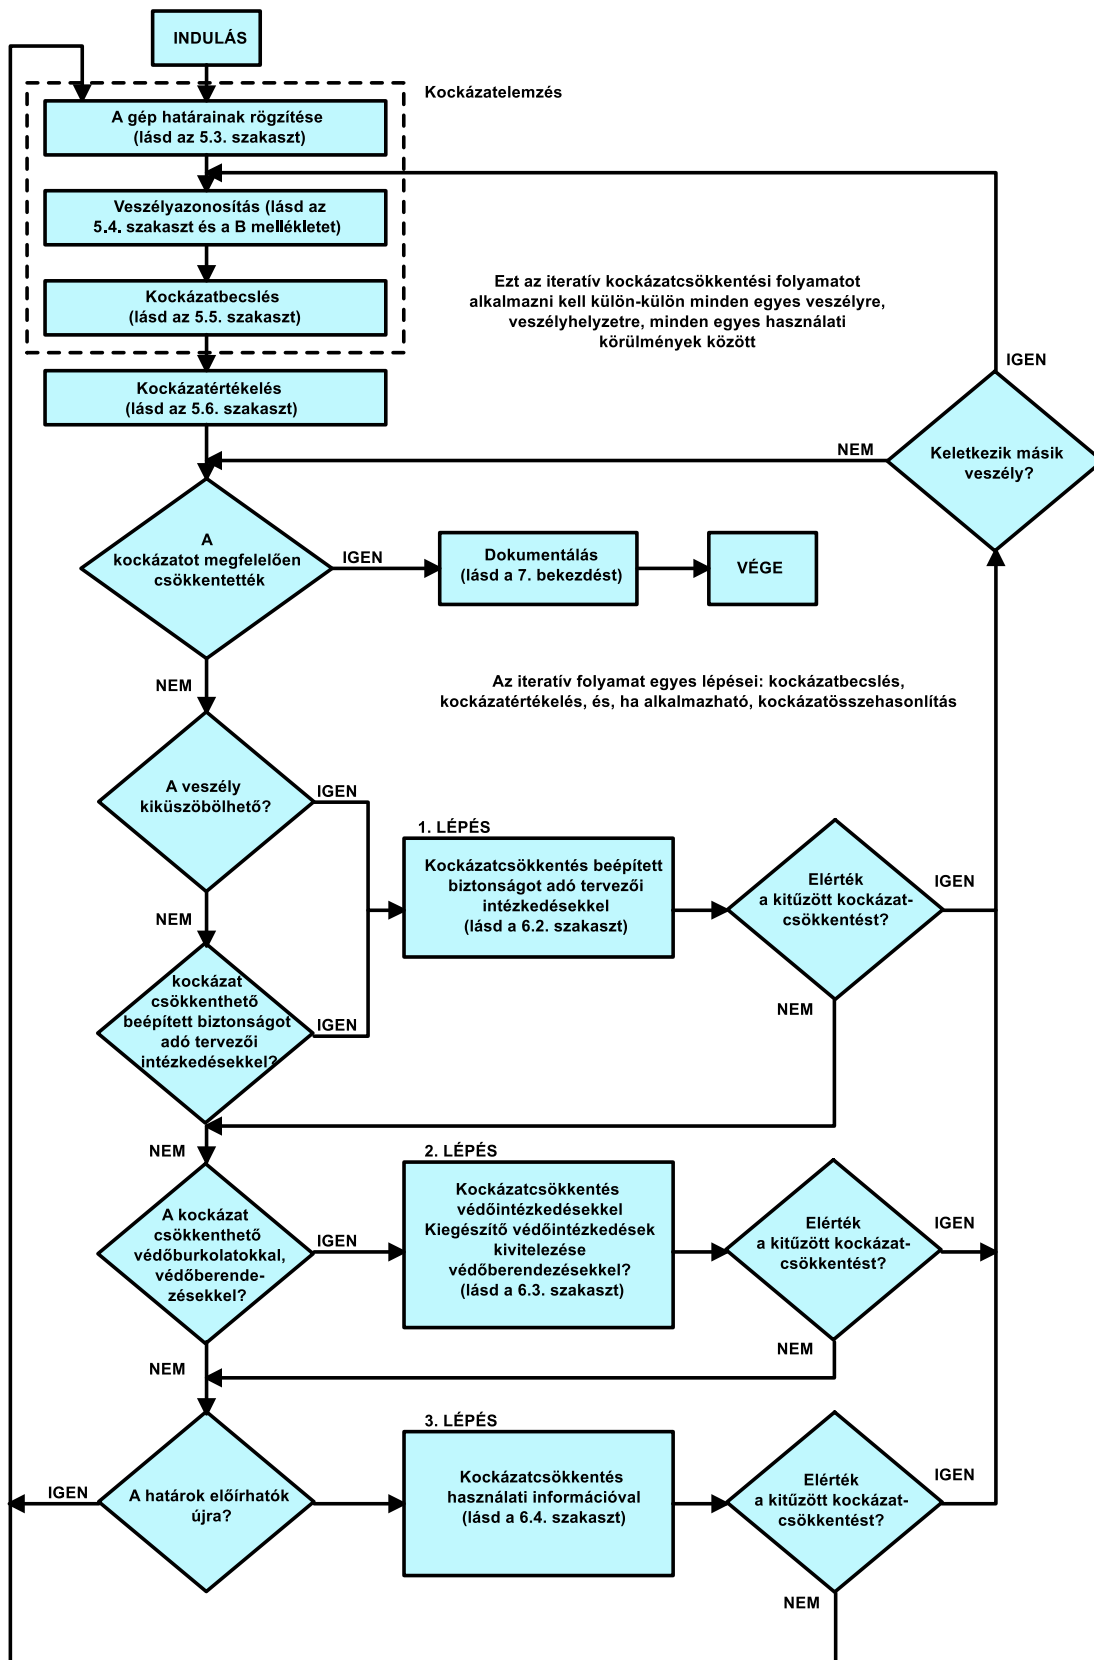 INDULÁS
Kockázatelemzés
A gép határainak rögzítése
(lásd az 5.3. szakaszt)
Veszélyazonosítás (lásd az
5.4. szakaszt és a B mellékletet)
Kockázatbecslés
(lásd az 5.5. szakaszt)
Ezt az iteratív kockázatcsökkentési folyamatot
alkalmazni kell külön-külön minden egyes veszélyre,
veszélyhelyzetre, minden egyes használati
körülmények között
IGEN
Kockázatértékelés
(lásd az 5.6. szakaszt)
NEM
Keletkezik másik
veszély?
A
kockázatot megfelelően
csökkentették
IGEN
Dokumentálás
(lásd a 7. bekezdést)
VÉGE
NEM
Az iteratív folyamat egyes lépései: kockázatbecslés,
kockázatértékelés, és, ha alkalmazható, kockázatösszehasonlítás
A veszély
kiküszöbölhető?
IGEN
1. LÉPÉS
Kockázatcsökkentés beépített
biztonságot adó tervezői
intézkedésekkel
(lásd a 6.2. szakaszt)
Elérték
a kitűzött kockázat-
csökkentést?
IGEN
NEM
NEM
kockázat
csökkenthető
beépített biztonságot
adó tervezői
intézkedésekkel?
IGEN
NEM
2. LÉPÉS
A kockázat
csökkenthető
védőburkolatokkal,
védőberende-
zésekkel?
IGEN
Kockázatcsökkentés
védőintézkedésekkel
Kiegészítő védőintézkedések
kivitelezése
védőberendezésekkel?
(lásd a 6.3. szakaszt)
Elérték
a kitűzött kockázat-
csökkentést?
IGEN
NEM
NEM
3. LÉPÉS
IGEN
A határok előírhatók
újra?
Kockázatcsökkentés
használati információval
(lásd a 6.4. szakaszt)
Elérték
a kitűzött kockázat-
csökkentést?
IGEN
NEM